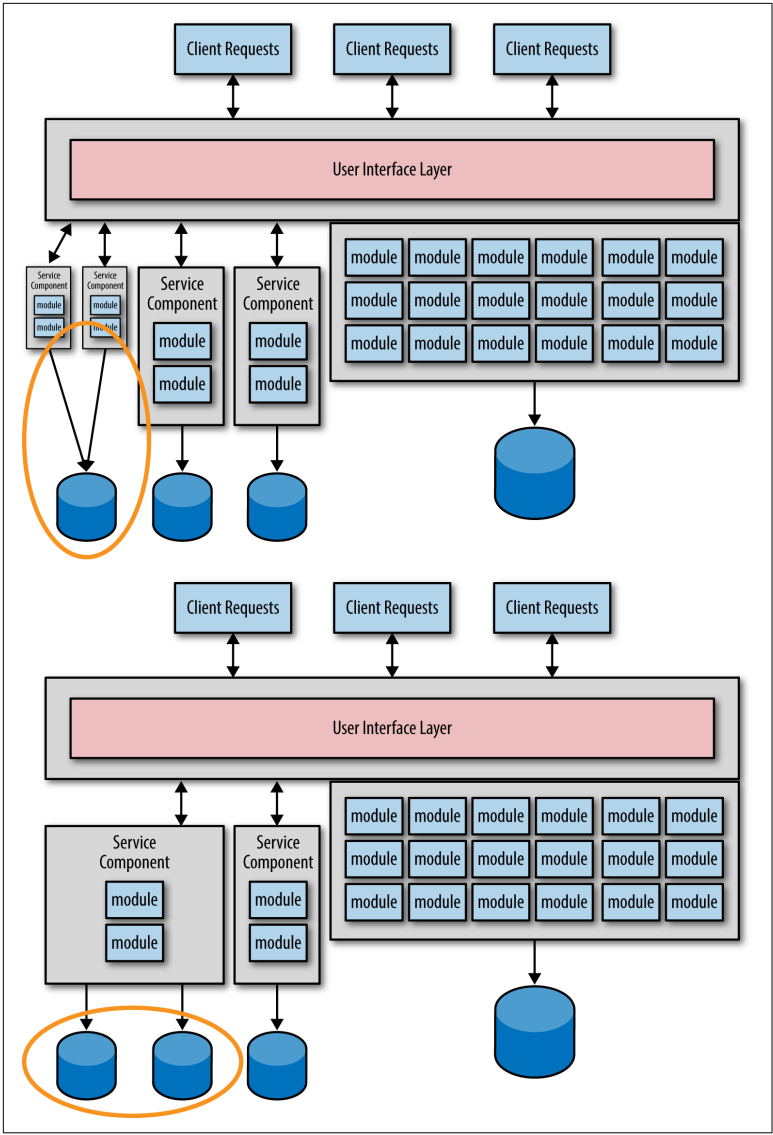 Client Requests Client Requests Client Requests
User Interface Layer
Service
Component
module
module
Service
Component
module
module
Service
Component
module
module
Service
Component
module
module
module module module module module module
module module module module module module
module module module module module module
Client Requests Client Requests Client Requests
User Interface Layer
Service
Component
module
module
Service
Component
module
module
module module module module module module
module module module module module module
module module module module module module